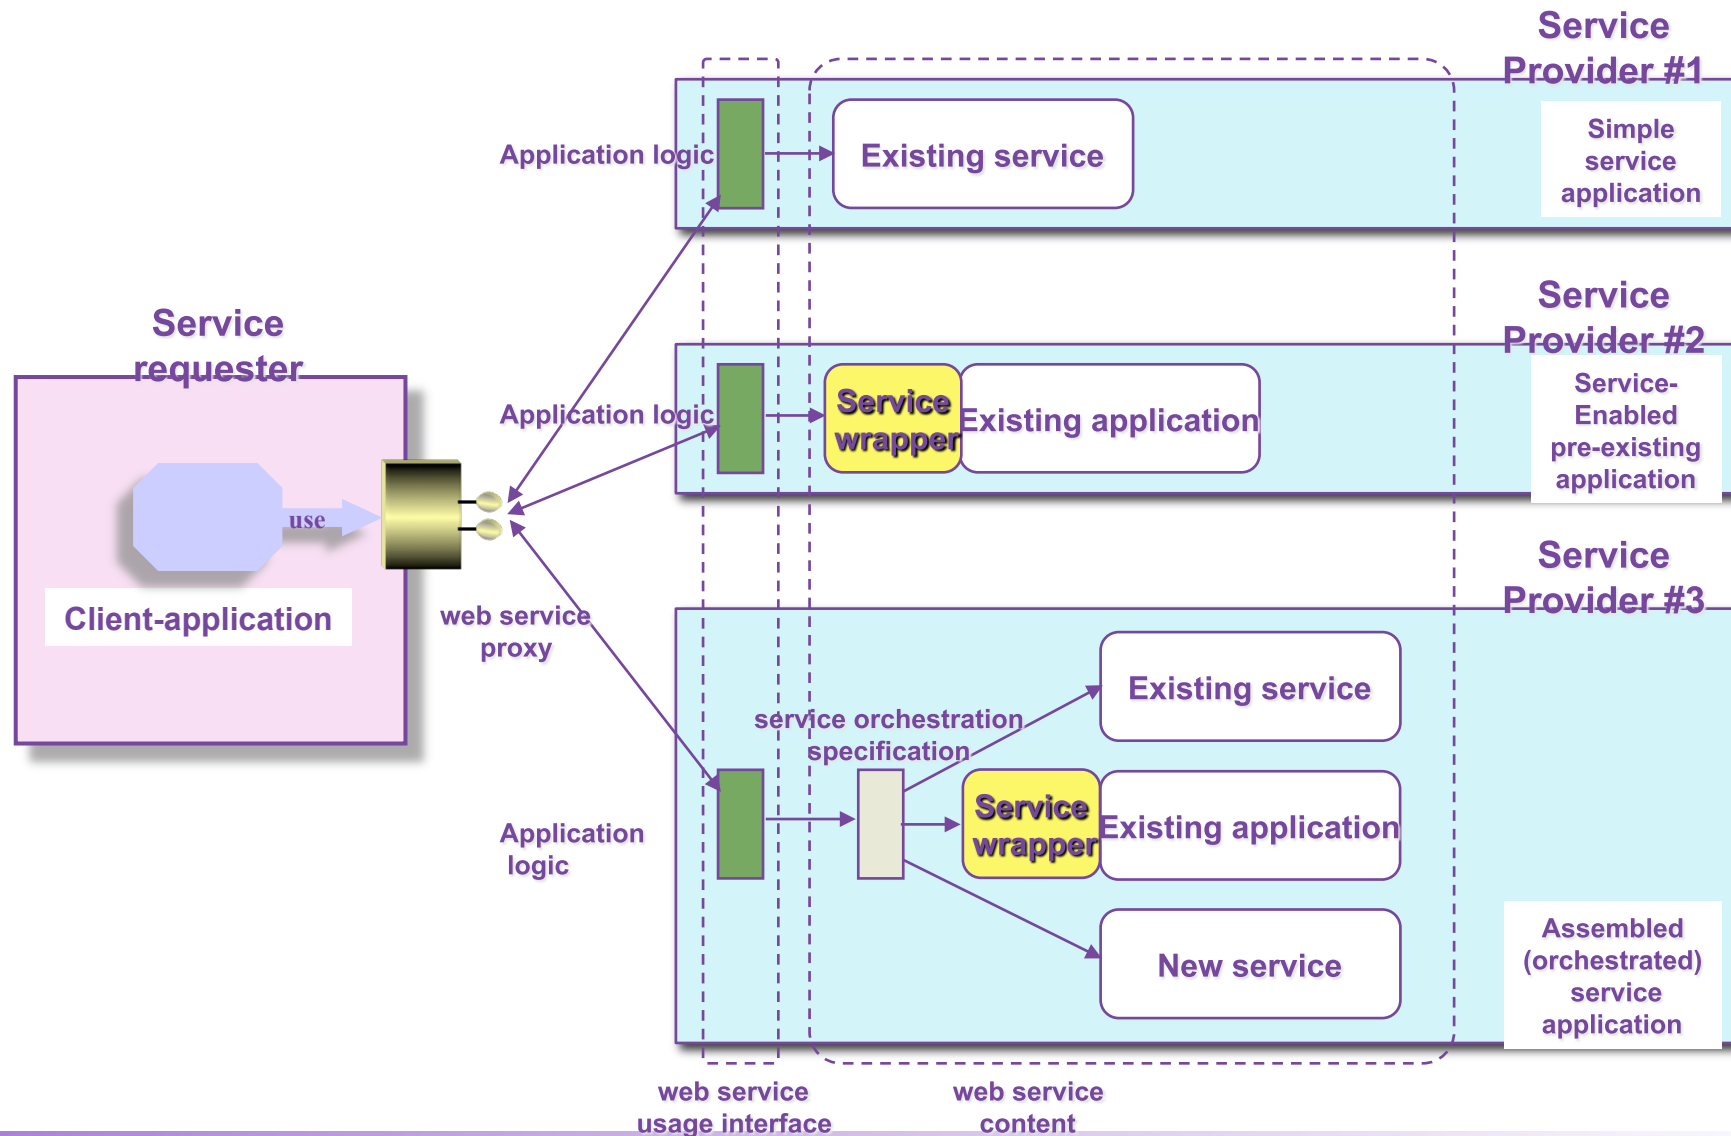 Service
Provider #1
Simple
service
application
Application logic
Existing service
Service
Provider #2
Service-
Enabled
pre-existing
application
Application logic
Service
wrapper
Existing application
Service
requester
use
Client-application
web service
proxy
Service
Provider #3
Existing service
service orchestration
specification
Service
wrapper
Existing application
Application
logic
New service
Assembled
(orchestrated)
service
application
web service
usage interface
web service
content